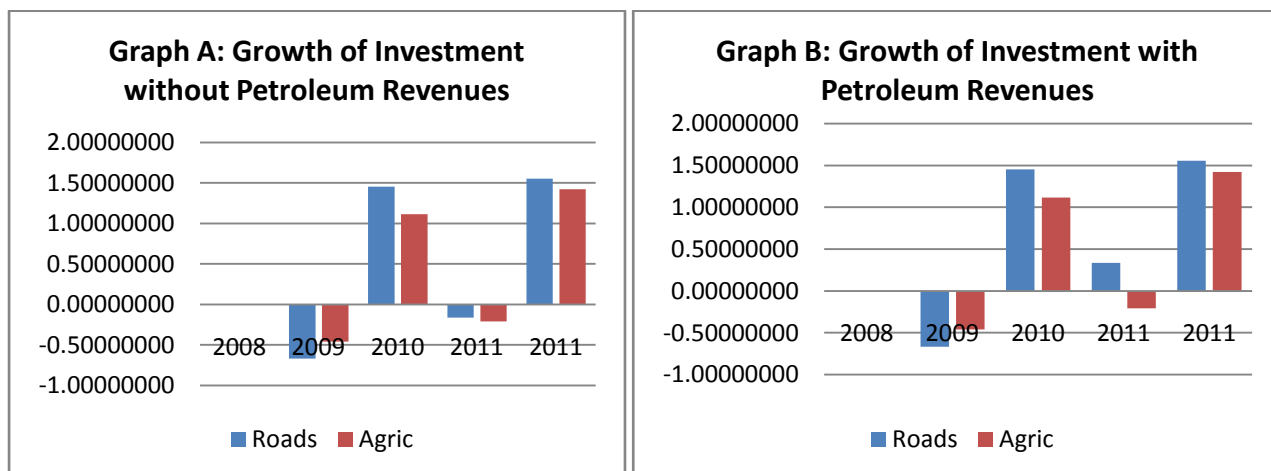 Graph A: Growth of Investment
without Petroleum Revenues
2.00000000
1.50000000
1.00000000
0.50000000
0.00000000
-0.50000000
-1.00000000
2008 2009 2010 2011 2011
Roads Agric
Graph B: Growth of Investment with
Petroleum Revenues
2.00000000
1.50000000
1.00000000
0.50000000
0.00000000
-0.50000000
-1.00000000
2008 2009 2010 2011 2011
Roads Agric